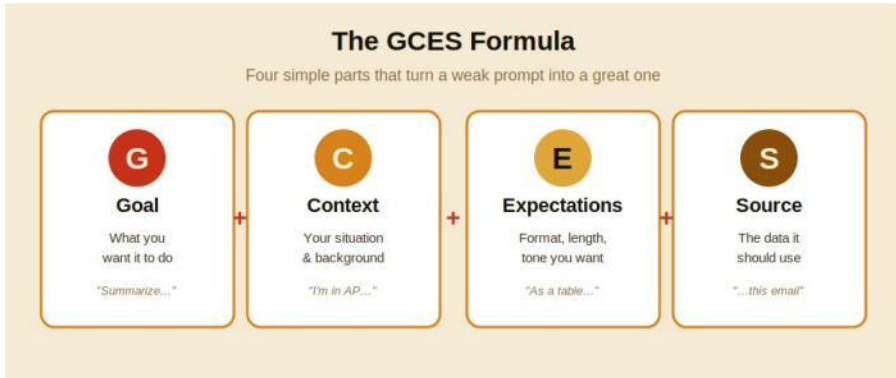 The GCES Formula
Four simple parts that turn a weak prompt into a great one
G
Goal
What you
want it to do
"Summarize..."
+
C
Context
Your situation
& background
"I'm in AP..."
+
E
Expectations
Format, length,
tone you want
"As a table..."
+
S
Source
The data it
should use
"...this email"